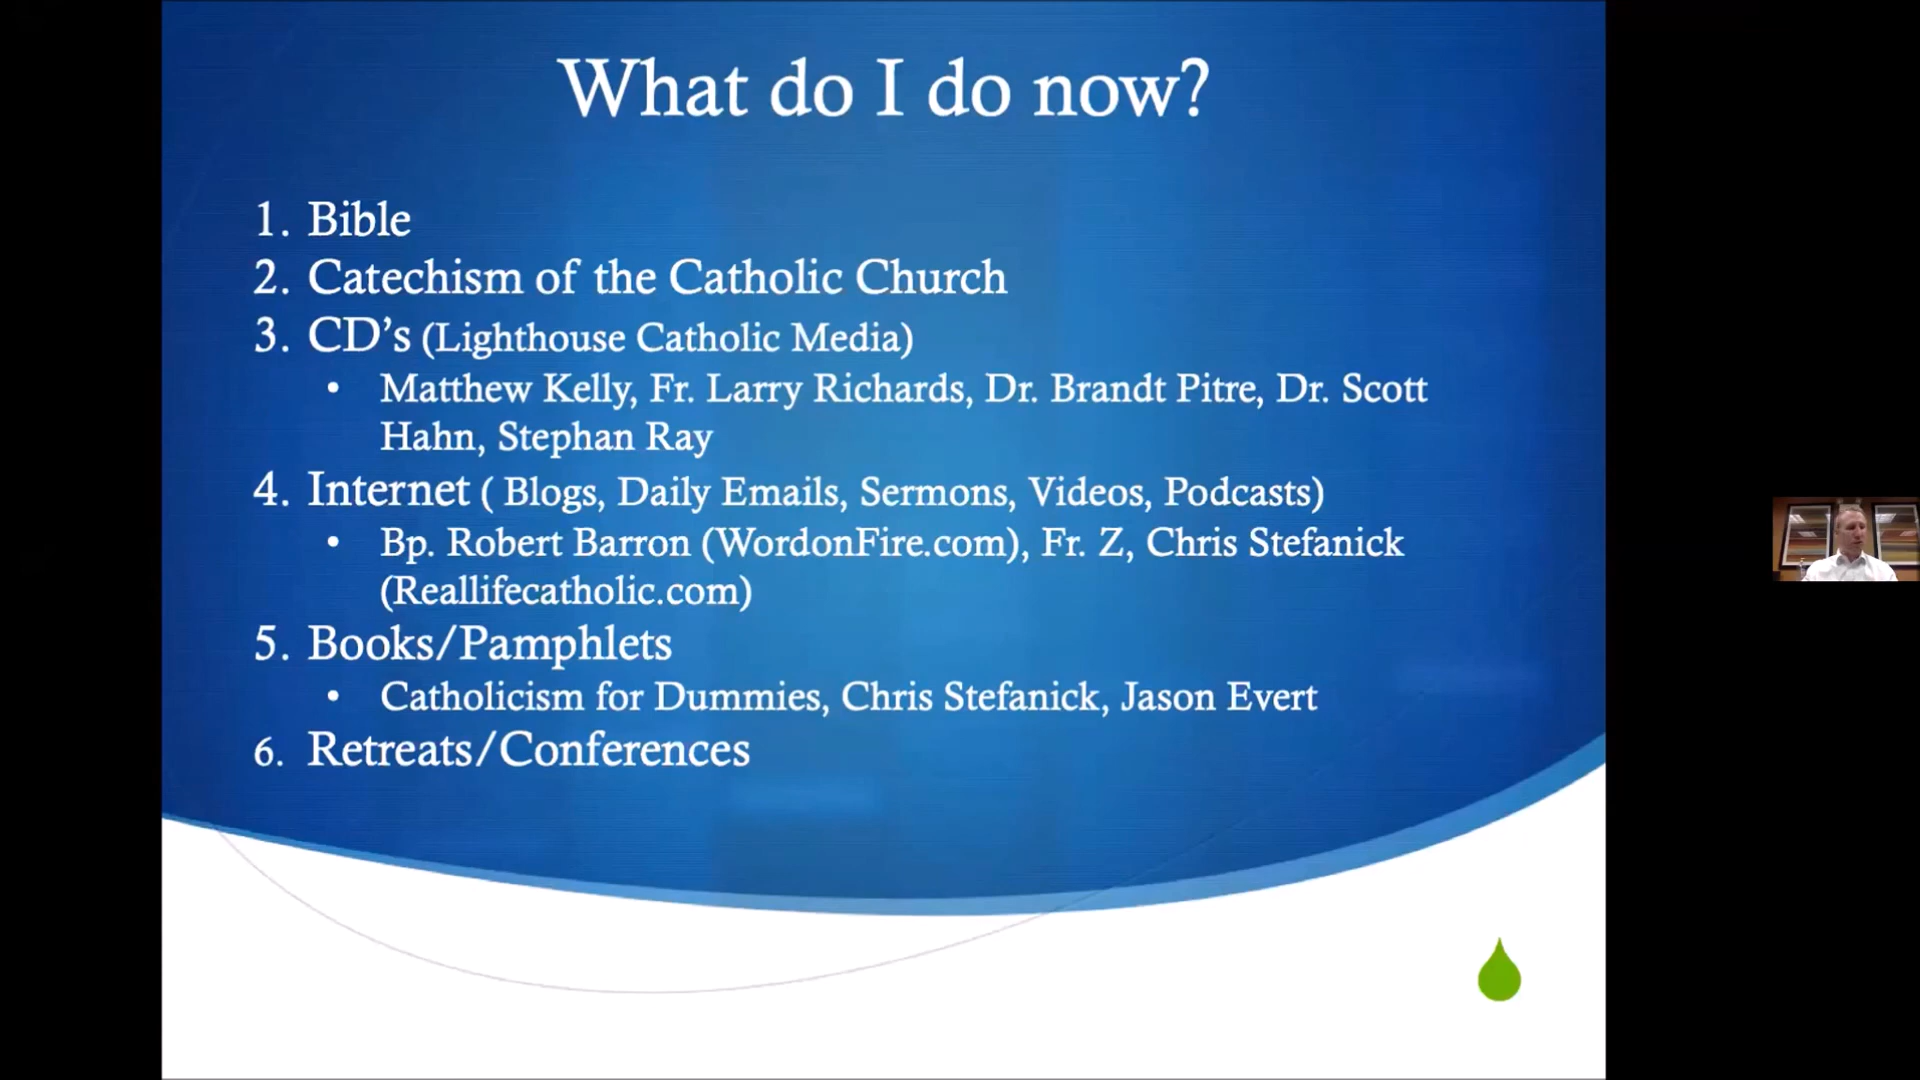 What do I do now?
1. Bible
2. Catechism of the Catholic Church
3. CD’s (Lighthouse Catholic Media)
• Matthew Kelly, Fr. Larry Richards, Dr. Brandt Pitre, Dr. Scott
Hahn, Stephan Ray
4. Internet ( Blogs, Daily Emails, Sermons, Videos, Podcasts)
• Bp. Robert Barron (WordonFire.com), Fr. Z, Chris Stefanick
(Reallifecatholic.com)
5. Books/Pamphlets
• Catholicism for Dummies, Chris Stefanick, Jason Evert
6. Retreats/Conferences